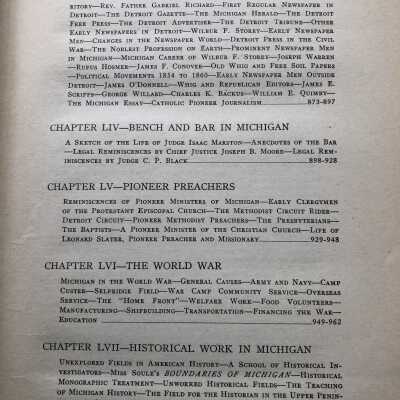 RITORY—REV. FATHER GABRIEL RICHARD—FIRST REGULAR NEWSPAPER IN
DETROIT—THE DETROIT GAZETTE—THE MICHIGAN HERALD—THE DETROIT
FREE PRESS—THE DETROIT ADVERTISER—THE DETROIT TRIBUNE—OTHER
EARLY NEWSPAPERS IN DETROIT—WILBUR F. STOREY—EARLY NEWSPAPER
MEN—CHANGES IN THE NEWSPAPER WORLD—DETROIT PRESS IN THE CIVIL
WAR—THE NOBLEST PROFESSION ON EARTH—PROMINENT NEWSPAPER MEN
IN MICHIGAN—MICHIGAN CAREER OF WILBUR F. STOREY—JOSEPH WARREN
—RUFUS HOSMER—JAMES F. CONOVER—OLD WHIG AND FREE SOIL PAPERS
—POLITICAL MOVEMENTS 1854 TO 1860—EARLY NEWSPAPER MEN OUTSIDE
DETROIT—JAMES O'DONNELL—WHIG AND REPUBLICAN EDITORS—JAMES E.
SCRIPPS—GEORGE WILLARD—CHARLES K. BACKUS—WILLIAM E. QUIMBY—
THE MICHIGAN ESSAY—CATHOLIC PIONEER JOURNALISM 873-897
CHAPTER LIV—BENCH AND BAR IN MICHIGAN
A SKETCH OF THE LIFE OF JUDGE ISAAC MARSTON—ANECDOTES OF THE BAR
—LEGAL REMINISCENCES BY CHIEF JUSTICE JOSEPH B. MOORE—LEGAL REM-
INISCENCES BY JUDGE C. P. BLACK 898-928
CHAPTER LV—PIONEER PREACHERS
REMINISCENCES OF PIONEER MINISTERS OF MICHIGAN—EARLY CLERGYMEN
OF THE PROTESTANT EPISCOPAL CHURCH—THE METHODIST CIRCUIT RIDER—
DETROIT CIRCUIT—PIONEER METHODIST PREACHERS—THE PRESBYTERIANS—
THE BAPTISTS—A PIONEER MINISTER OF THE CHRISTIAN CHURCH—LIFE OF
LEONARD SLATER, PIONEER PREACHER AND MISSIONARY 929-948
CHAPTER LVI—THE WORLD WAR
MICHIGAN IN THE WORLD WAR—GENERAL CAUSES—ARMY AND NAVY—CAMP
CUSTER—SELFRIDGE FIELD—WAR CAMP COMMUNITY SERVICE—OVERSEAS
SERVICE—THE "HOME FRONT"—WELFARE WORK—FOOD VOLUNTEERS—
MANUFACTURING—SHIPBUILDING—TRANSPORTATION—FINANCING THE WAR—
EDUCATION 949-962
CHAPTER LVII—HISTORICAL WORK IN MICHIGAN
UNEXPLORED FIELDS IN AMERICAN HISTORY—A SCHOOL OF HISTORICAL IN-
VESTIGATORS—MISS SOULE'S BOUNDARIES OF MICHIGAN—HISTORICAL
MONOGRAPHIC TREATMENT—UNWORKED HISTORICAL FIELDS—THE TEACHING
OF MICHIGAN HISTORY—THE FIELD FOR THE HISTORIAN IN THE UPPER PENIN-